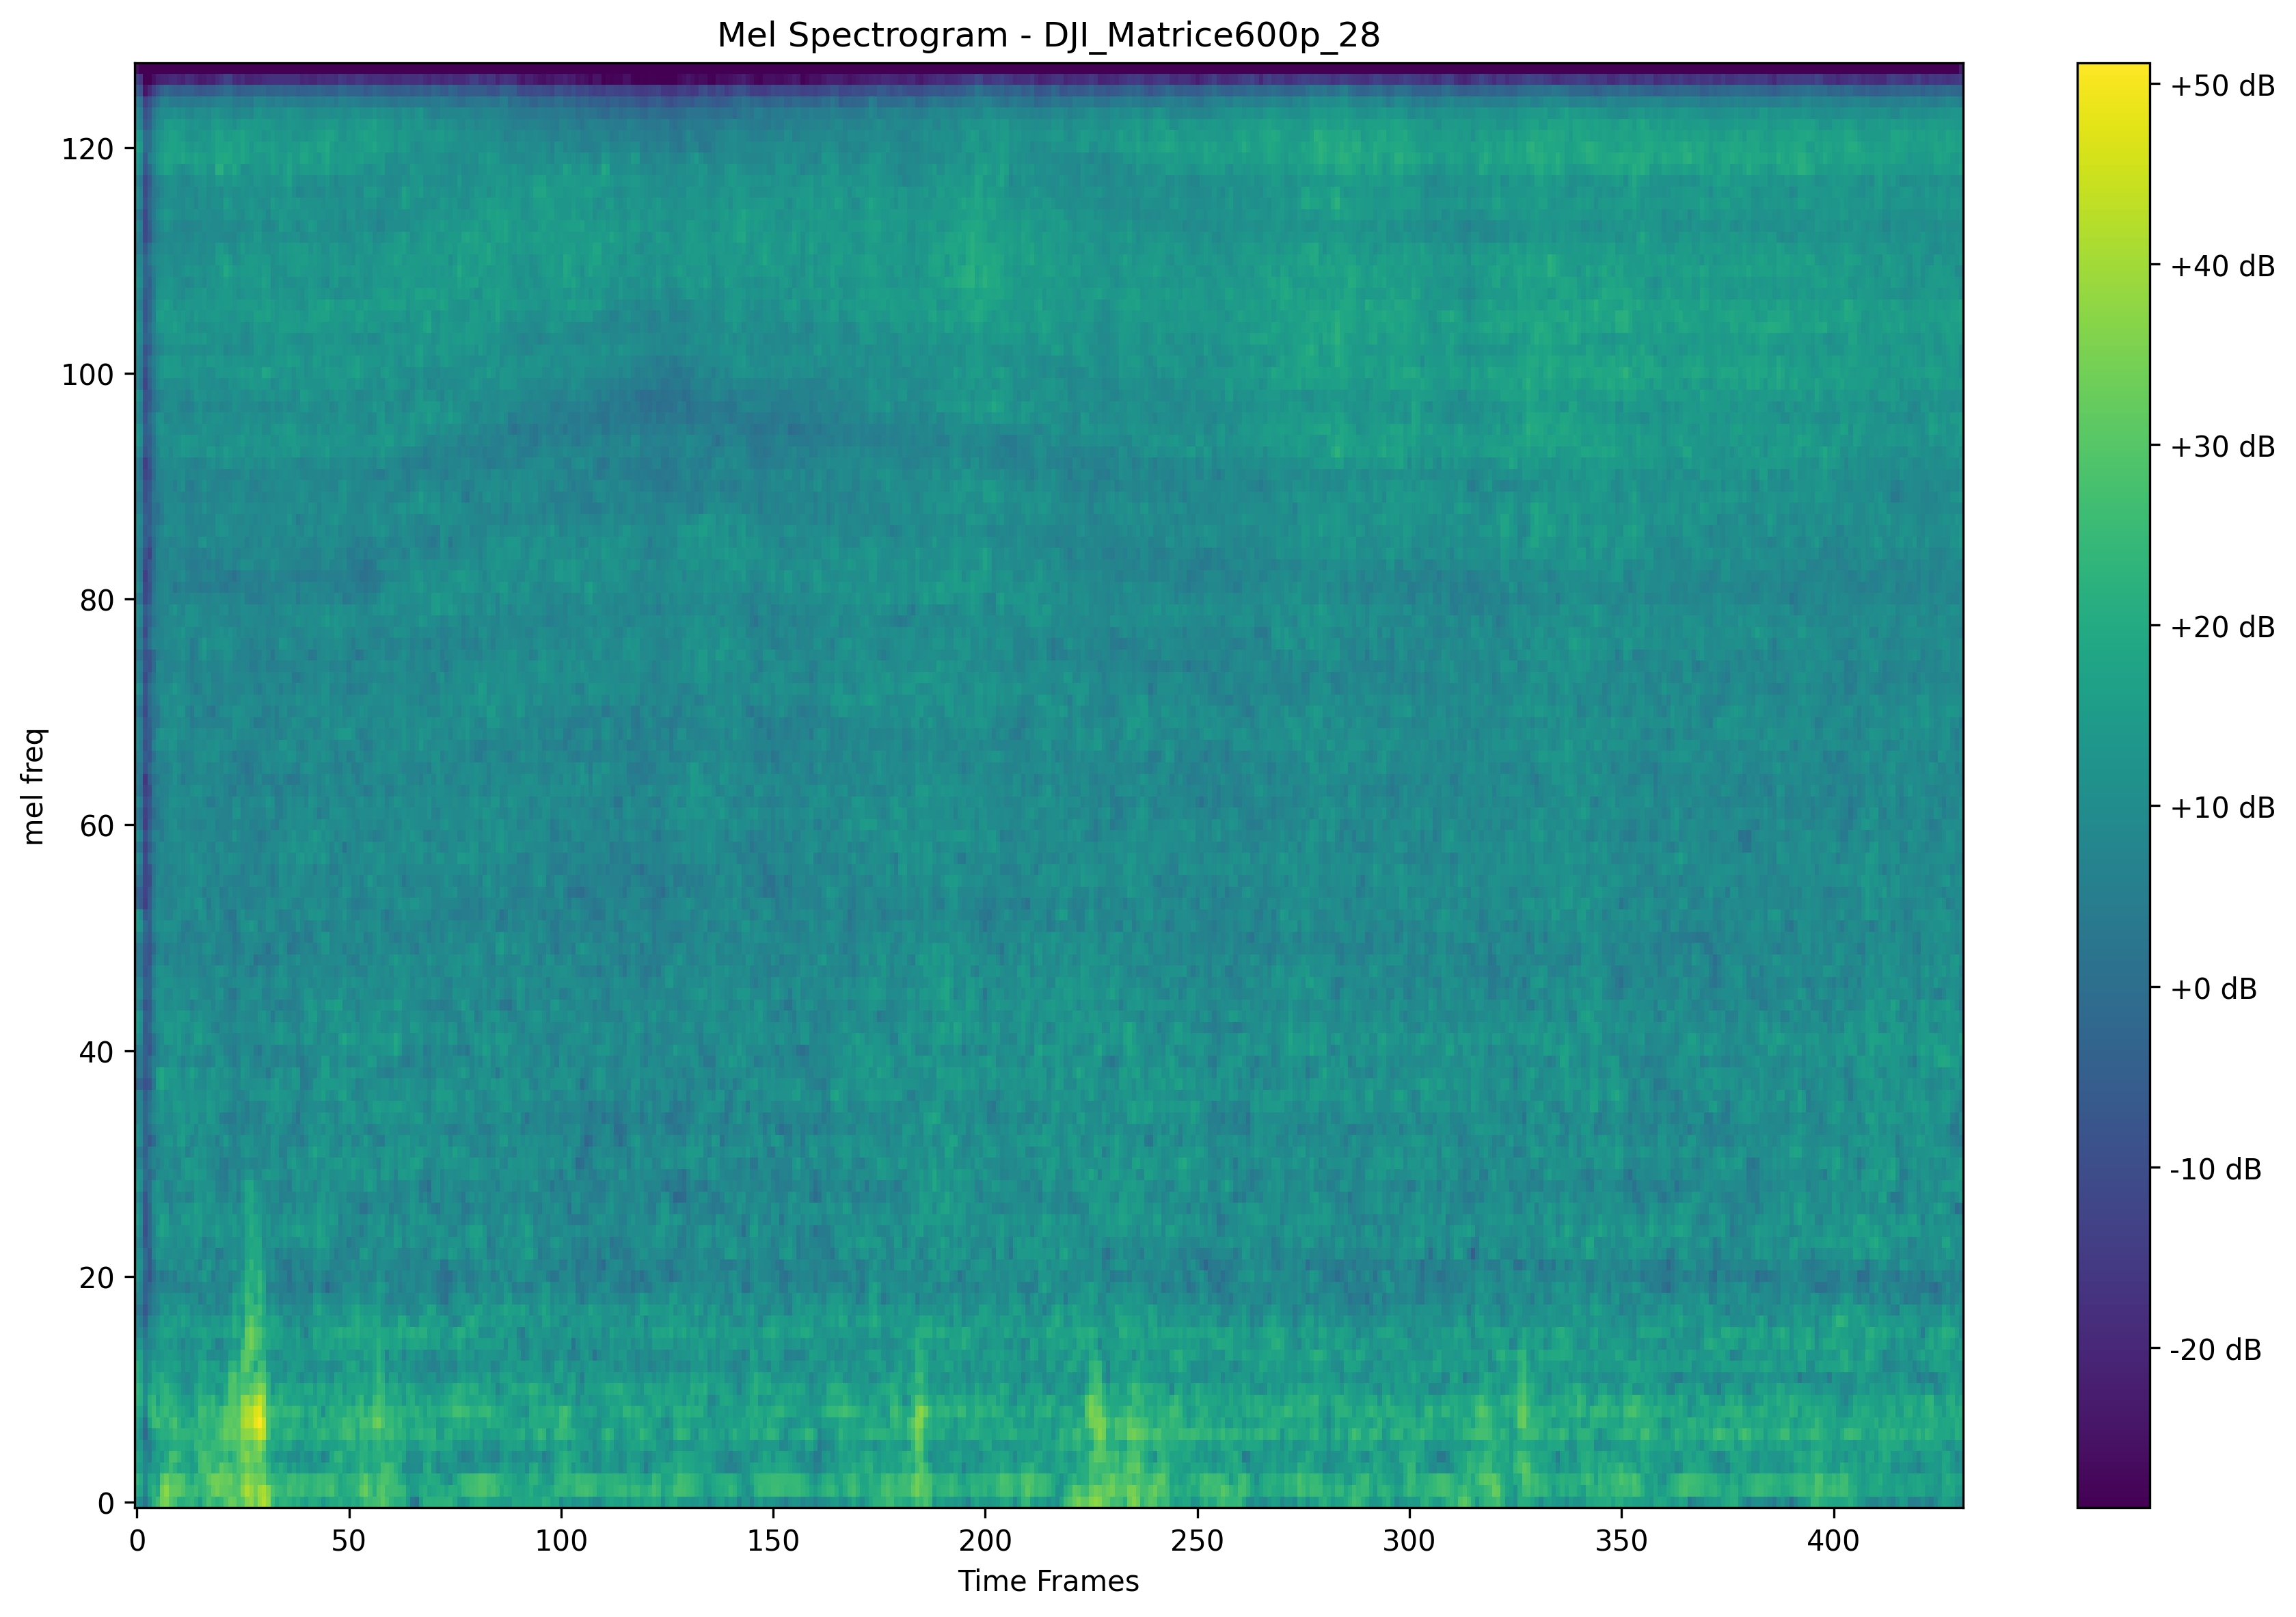 Mel Spectrogram - DJI_Matrice600p_28
mel freq
120
100
80
60
40
20
0
0 50 100 150 200 250 300 350 400
Time Frames
+50 dB
+40 dB
+30 dB
+20 dB
+10 dB
+0 dB
-10 dB
-20 dB